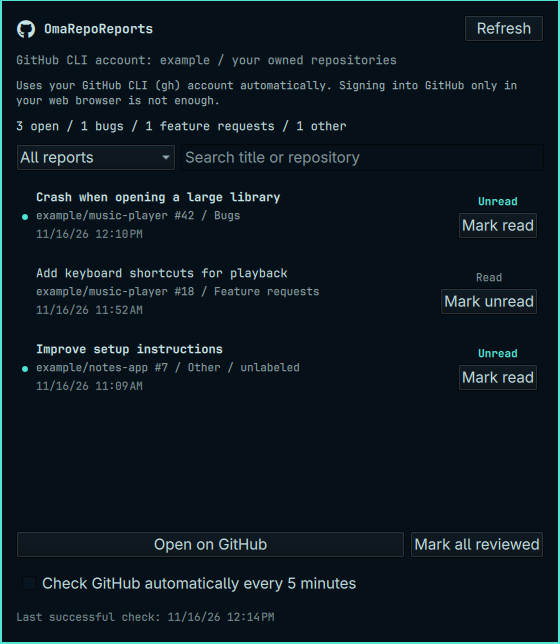 OmaRepoReports
Refresh
GitHub CLI account: example / your owned repositories
Uses your GitHub CLI (gh) account automatically. Signing into GitHub only in
your web browser is not enough.
3 open / 1 bugs / 1 feature requests / 1 other
All reports
Search title or repository
Crash when opening a large library
Unread
example/music-player #42 / Bugs
Mark read
11/16/26 12:10PM
Add keyboard shortcuts for playback
Read
example/music-player #18 / Feature requests
Mark unread
11/16/26 11:52AM
Improve setup instructions
Unread
example/notes-app #7 / Other / unlabeled
Mark read
11/16/26 11:09AM
Open on GitHub
Mark all reviewed
Check GitHub automatically every 5 minutes
Last successful check: 11/16/26 12:14PM